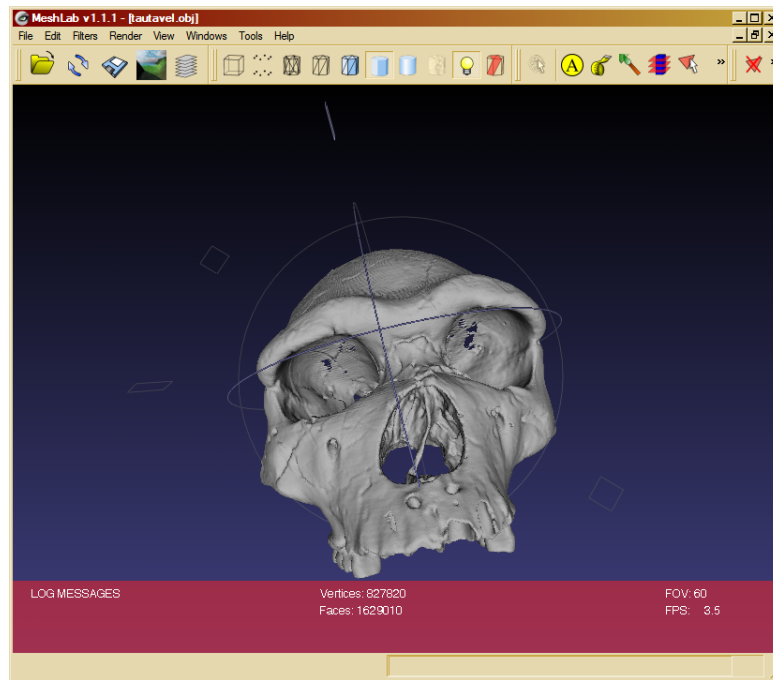 MeshLab v1.1.1 - [tautavel.obj]
File Edit Filters Render View Windows Tools Help
A
LOG MESSAGES
Vertices: 827820
FOV: 60
Faces: 1629010
FPS: 3.5